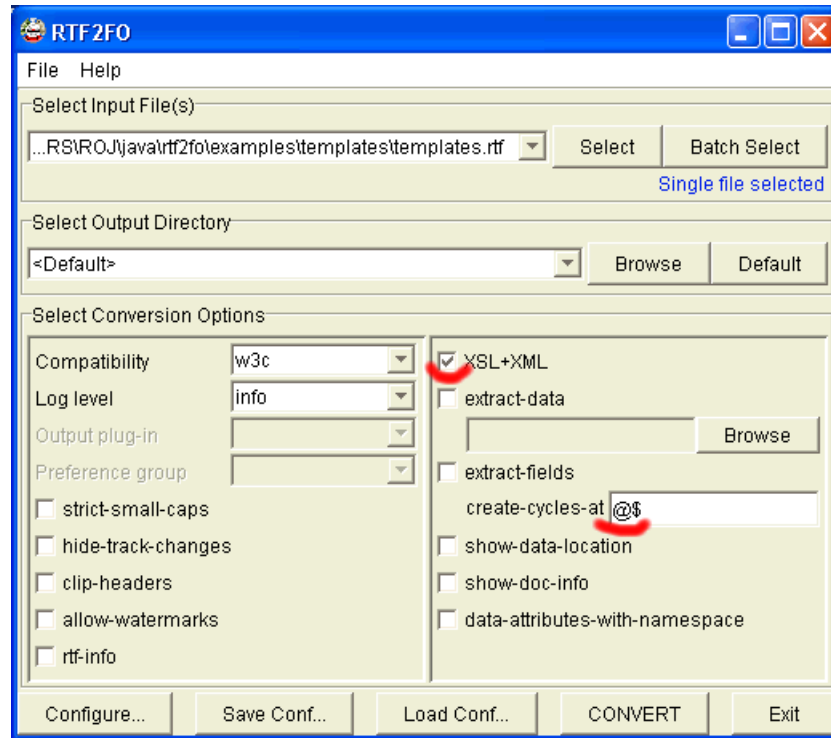 RTF2FO
File Help
Select Input File(s)
...RS\ROJ\java\rtf2fo\examples\templates\templates.rtf Select Batch Select
Single file selected
Select Output Directory
<Default> Browse Default
Select Conversion Options
Compatibility w3c
Log level info
Output plug-in
Preference group
strict-small-caps
hide-track-changes
clip-headers
allow-watermarks
rtf-info
XSL+XML
extract-data
Browse
extract-fields
create-cycles-at @$
show-data-location
show-doc-info
data-attributes-with-namespace
Configure... Save Conf... Load Conf... CONVERT Exit